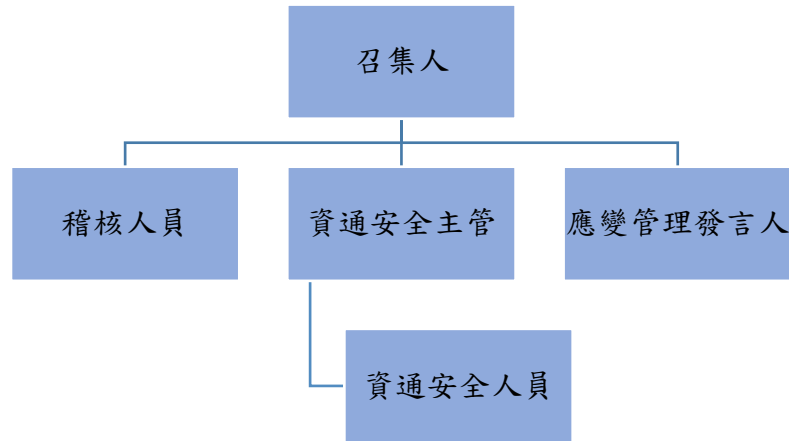 召集人
稽核人員
資通安全主管
應變管理發言人
資通安全人員